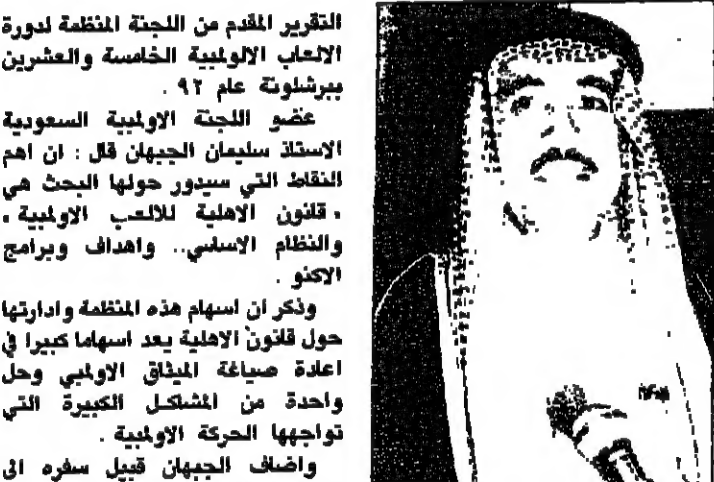 التقرير المقدم من اللجنة المنظمة لدورة
الالعاب الاولمبية الخامسة والعشرين
ببرشلونة عام ٩٢ .
عضو اللجنة الاولمبية السعودية
الاستاذ سليمان الجبهان قال : ان اهم
النقاط التي سيدور حولها البحث هي
« قانون الاهلية للالعب الاولمبية »
والنظام الاساسي.. واهداف وبرامج
الاكنو .
وذكر ان اسهام هذه المنظمة وادارتها
حول قانون الاهلية يعد اسهاما كبيرا في
اعادة صياغة الميثاق الاولمبي وحل
واحدة من المشاكل الكبيرة التي
تواجهها الحركة الاولمبية .
واضاف الجبهان قبيل سفره الى